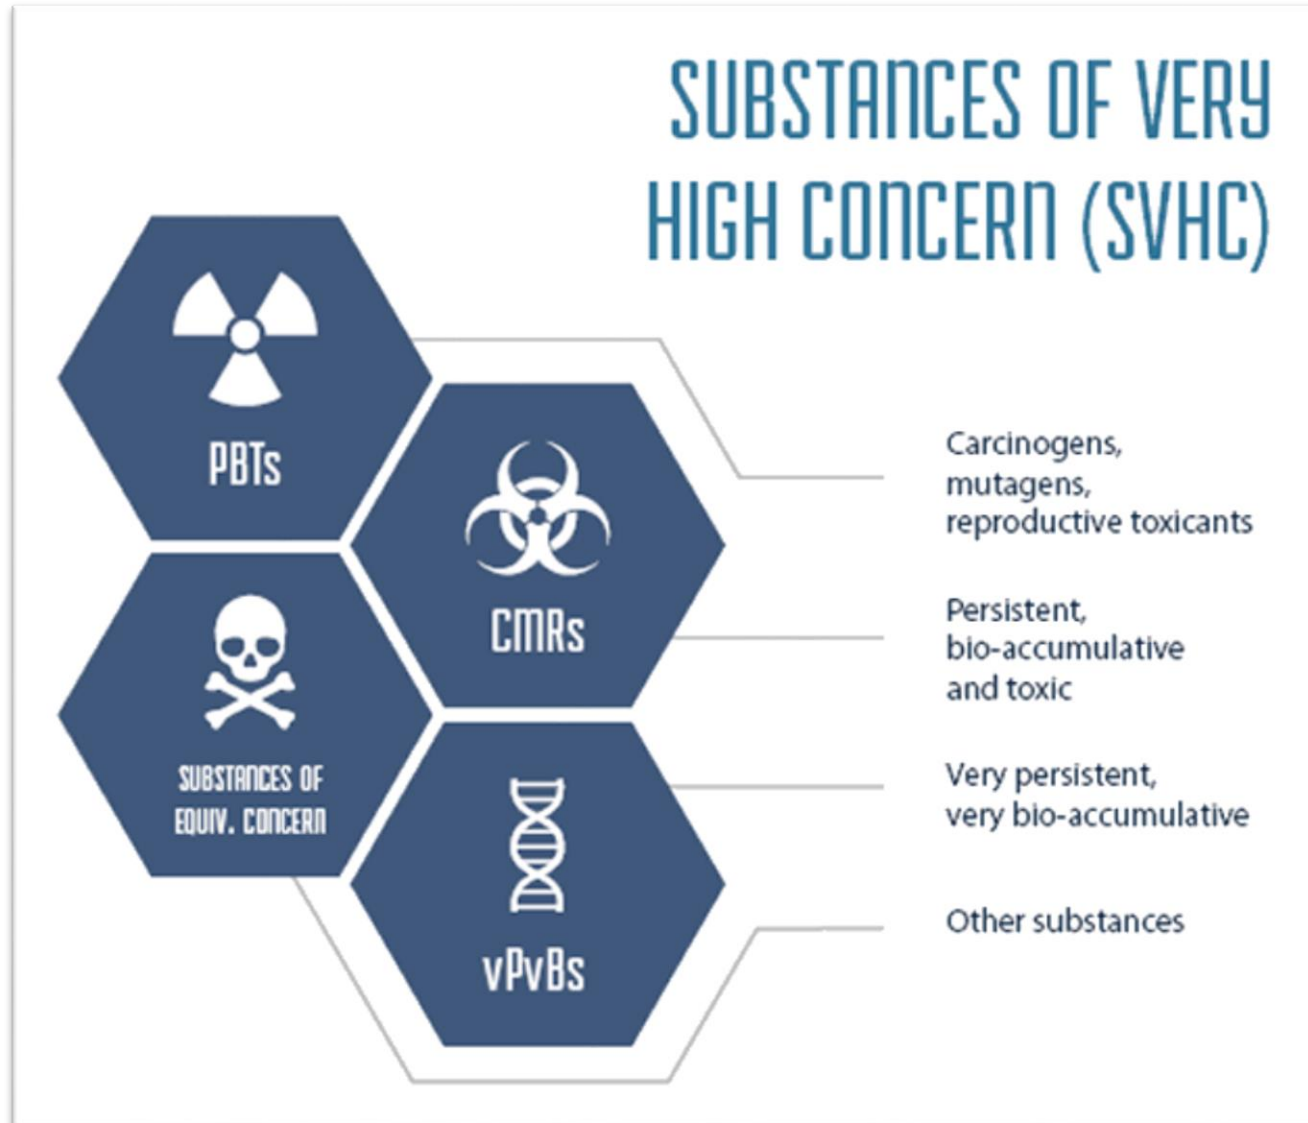 SUBSTANCES OF VERY
HIGH CONCERN (SVHC)
PBTs
CMRs
SUBSTANCES OF
EQUIV. CONCERN
vPvBs
Carcinogens,
mutagens,
reproductive toxicants
Persistent,
bio-accumulative
and toxic
Very persistent,
very bio-accumulative
Other substances